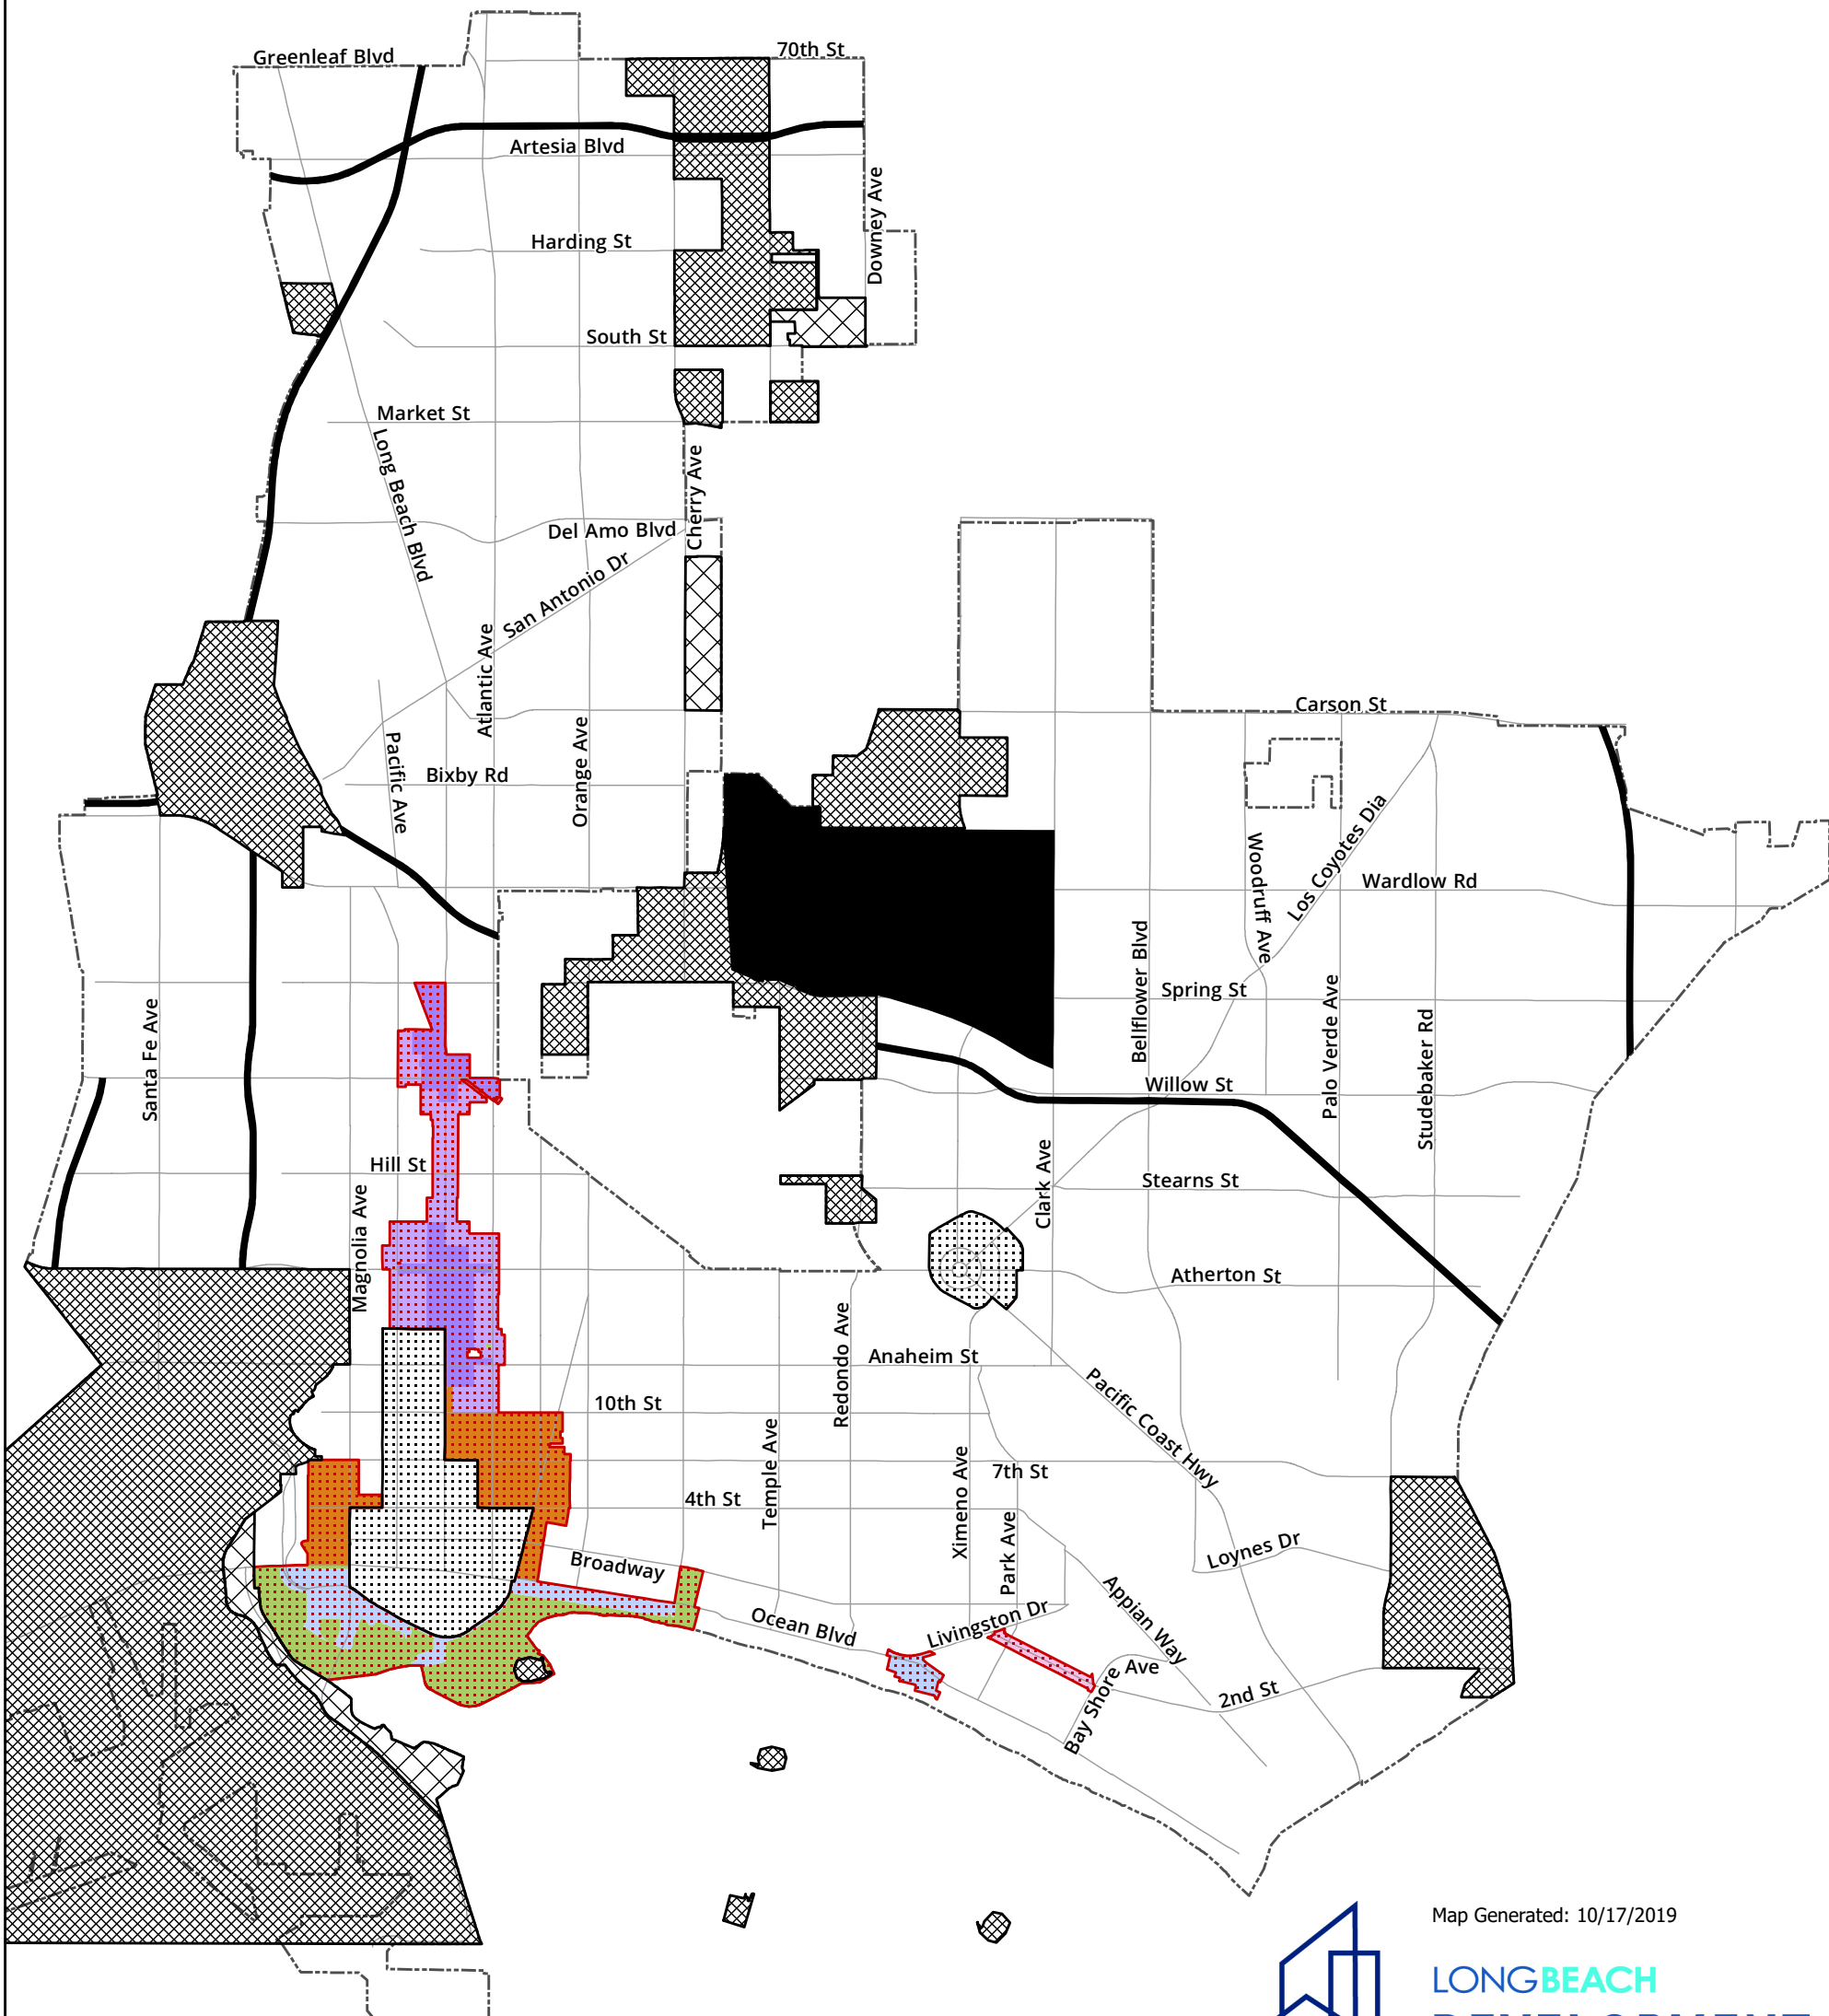 70th St
Greenleaf Blvd
Artesia Blvd
Downey Ave
Harding St
South St
Market St
Long Beach Blvd
Cherry Ave
Del Amo Blvd
San Antonio Dr
Atlantic Ave
Carson St
Orange Ave
Pacific Ave
Bixby Rd
Los Coyotes Dia
Woodruff Ave
Wardlow Rd
Bellflower Blvd
Spring St
Palo Verde Ave
Studebaker Rd
Santa Fe Ave
Willow St
Hill St
Clark Ave
Stearns St
Magnolia Ave
Atherton St
Redondo Ave
Anaheim St
Pacific Coast Hwy
10th St
Temple Ave
Ximeno Ave
7th St
4th St
Park Ave
Loynes Dr
Broadway
Appian Way
Ocean Blvd
Livingston Dr
Bay Shore Ave
2nd St
Map Generated: 10/17/2019
LONGBEACH